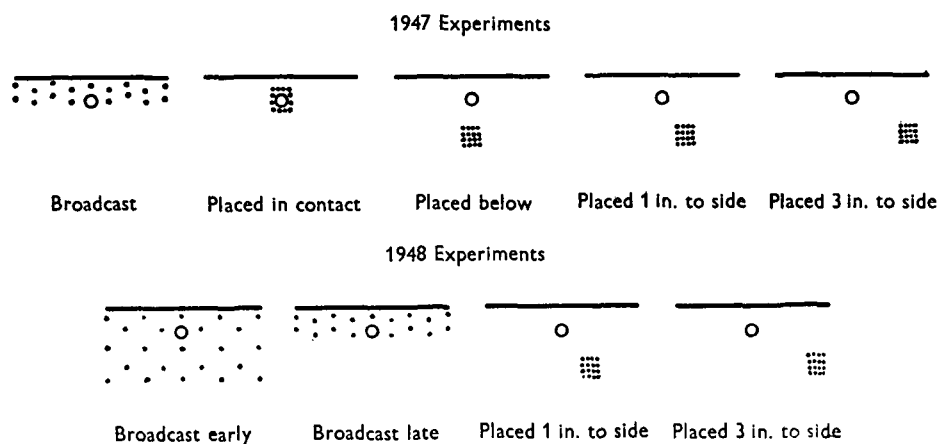 1947 Experiments
Broadcast Placed in contact Placed below Placed 1 in. to side Placed 3 in. to side
1948 Experiments
Broadcast early Broadcast late Placed 1 in. to side Placed 3 in. to side